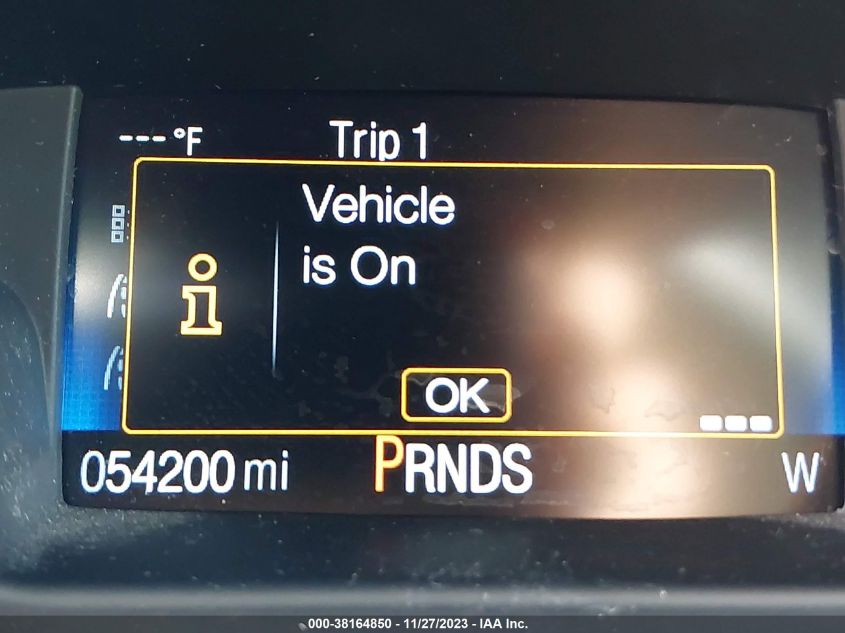 --- °F Trip 1
Vehicle
is On
i
OK
054200 mi PRNDS W
000-38164850 - 11/27/2023 - IAA Inc.